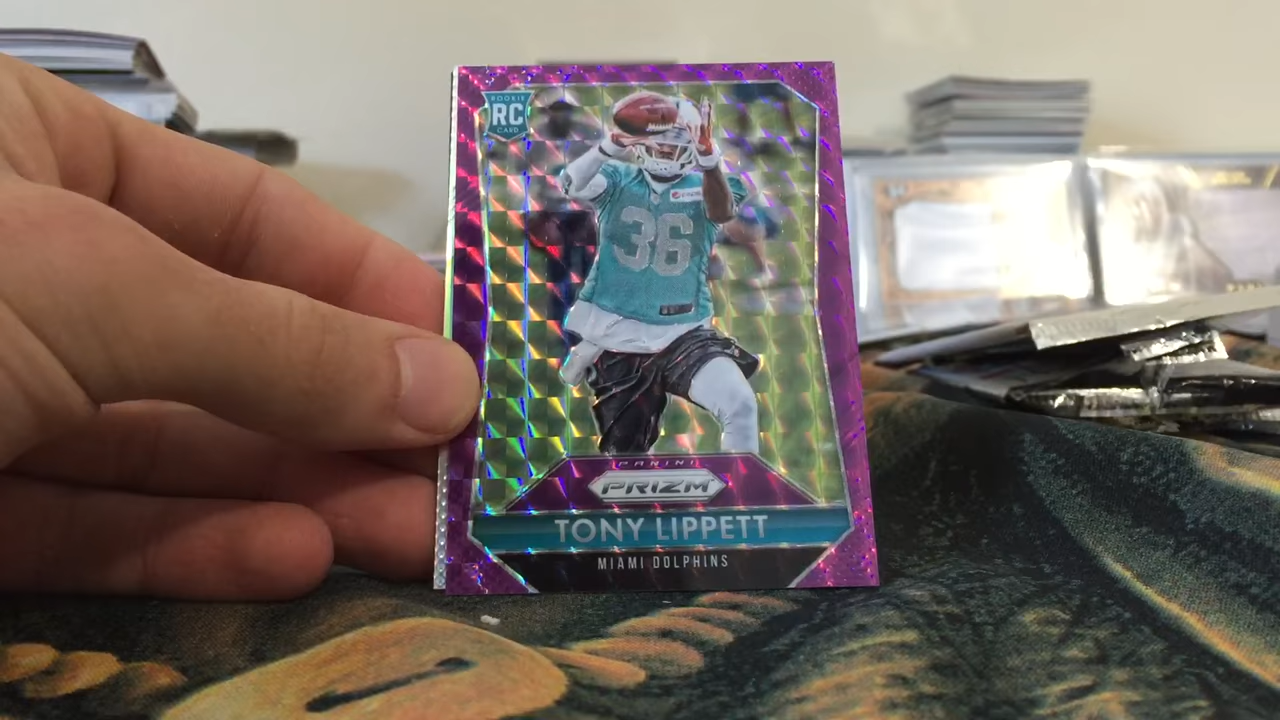 ROOKIE
RC
CARD
36
PANINI
PRIZM
TONY LIPPETT
MIAMI DOLPHINS